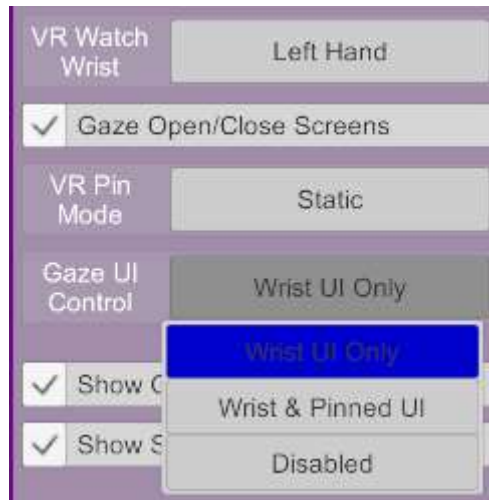 VR Watch
Wrist
Left Hand
Gaze Open/Close Screens
VR Pin
Mode
Static
Gaze UI
Control
Wrist UI Only
Wrist UI Only
Show
Wrist & Pinned UI
Show
Disabled